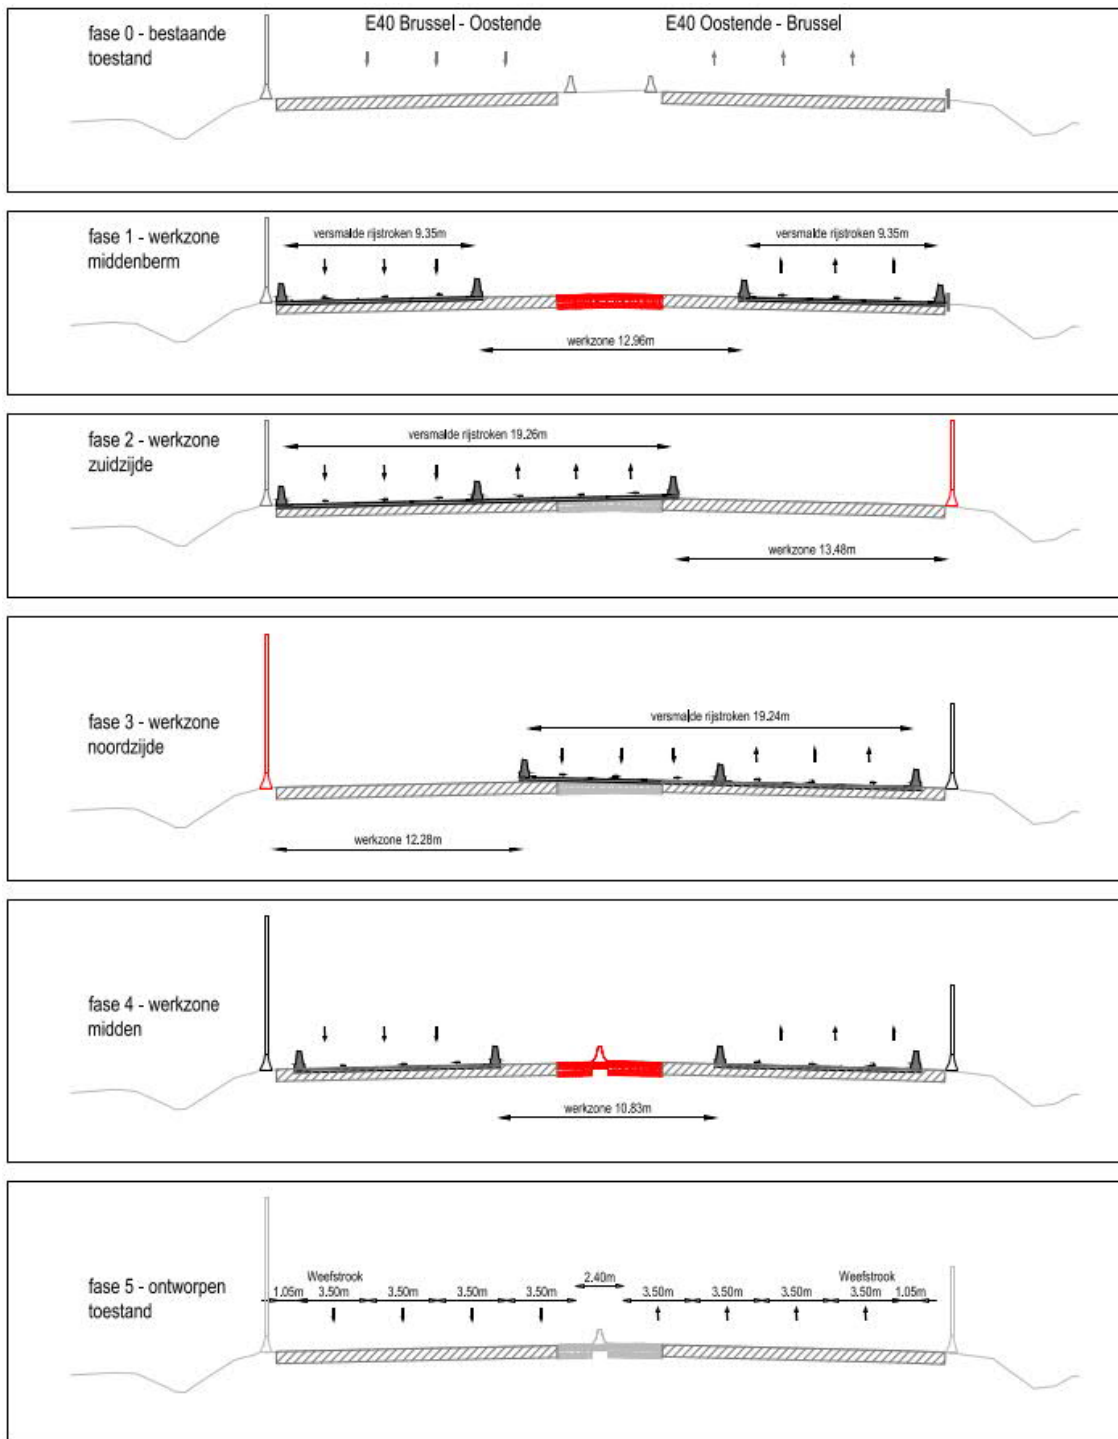 fase 0 - bestaande
toestand
E40 Brussel - Oostende
E40 Oostende - Brussel
fase 1 - werkzone
middenberm
versmalde rijstroken 9.35m
versmalde rijstroken 9.35m
werkzone 12.96m
fase 2 - werkzone
zuidzijde
versmalde rijstroken 19.26m
werkzone 13.48m
fase 3 - werkzone
noordzijde
versmalde rijstroken 19.24m
werkzone 12.28m
fase 4 - werkzone
midden
werkzone 10.83m
fase 5 - ontworpen
toestand
Weefstrook
1.05m 3.50m 3.50m 3.50m 3.50m
2.40m
Weefstrook
3.50m 3.50m 3.50m 3.50m 1.05m